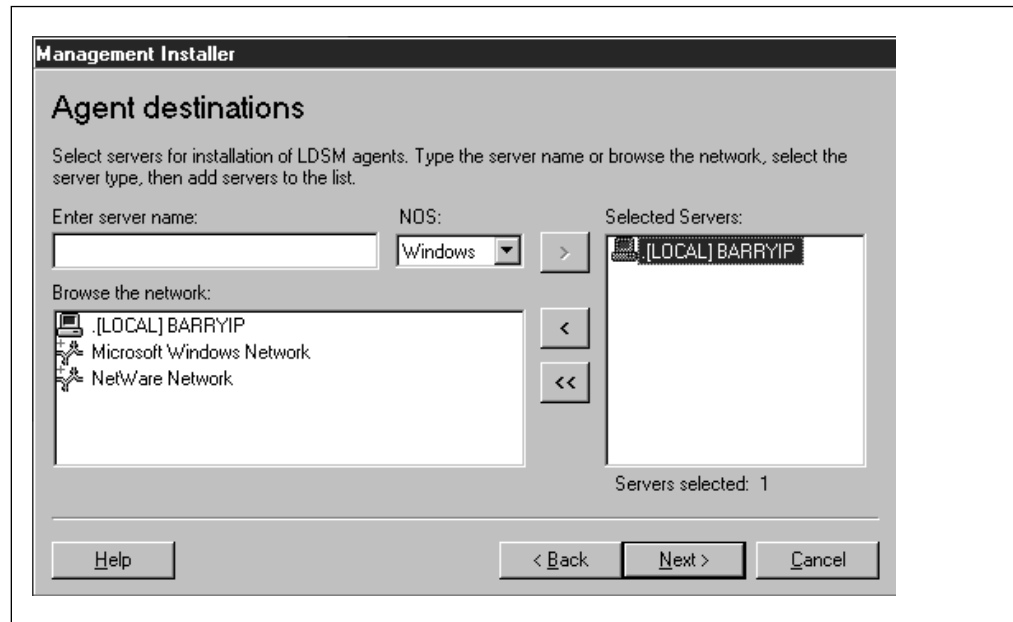 Management Installer
Agent destinations
Select servers for installation of LDSM agents. Type the server name or browse the network, select the
server type, then add servers to the list.
Enter server name:
NOS:
Selected Servers:
Windows
>
.[LOCAL] BARRYIP
Browse the network:
.[LOCAL] BARRYIP
Microsoft Windows Network
NetWare Network
<
<<
Servers selected: 1
Help
< Back
Next >
Cancel